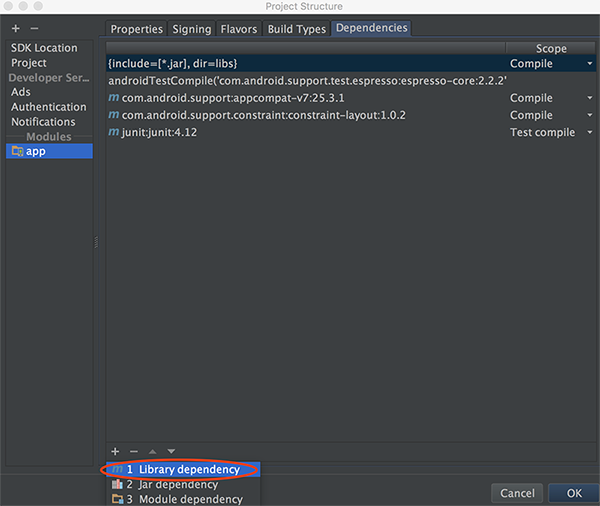 Project Structure
Properties Signing Flavors Build Types Dependencies
SDK Location
Project
Developer Ser...
Ads
Authentication
Notifications
Modules
app
Scope
{include=[*.jar], dir=libs} Compile
androidTestCompile('com.android.support.test.espresso:espresso-core:2.2.2'
m com.android.support:appcompat-v7:25.3.1 Compile
m com.android.support.constraint:constraint-layout:1.0.2 Compile
m junit:junit:4.12 Test compile
m 1 Library dependency
2 Jar dependency
3 Module dependency
Cancel OK